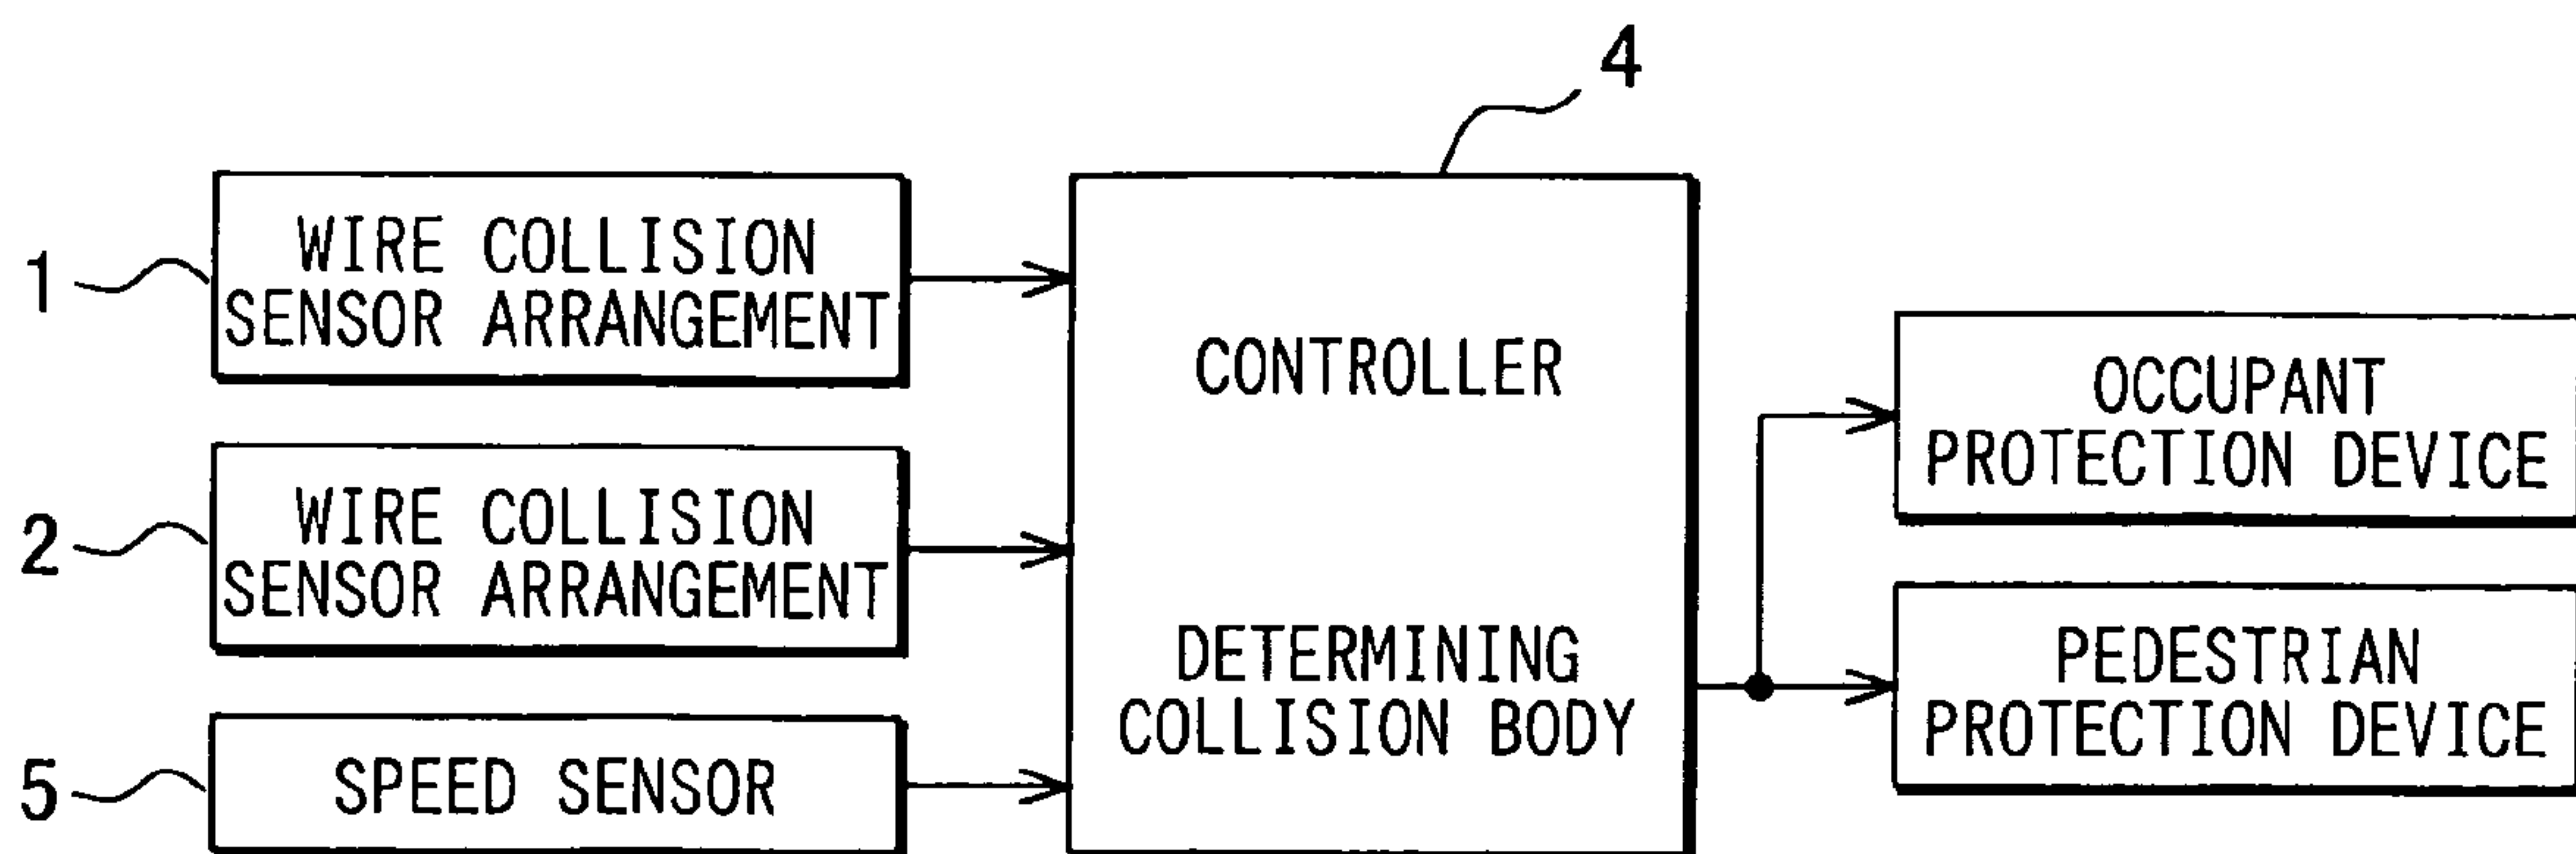 4
1
WIRE COLLISION
SENSOR ARRANGEMENT
2
WIRE COLLISION
SENSOR ARRANGEMENT
5
SPEED SENSOR
CONTROLLER
DETERMINING
COLLISION BODY
OCCUPANT
PROTECTION DEVICE
PEDESTRIAN
PROTECTION DEVICE